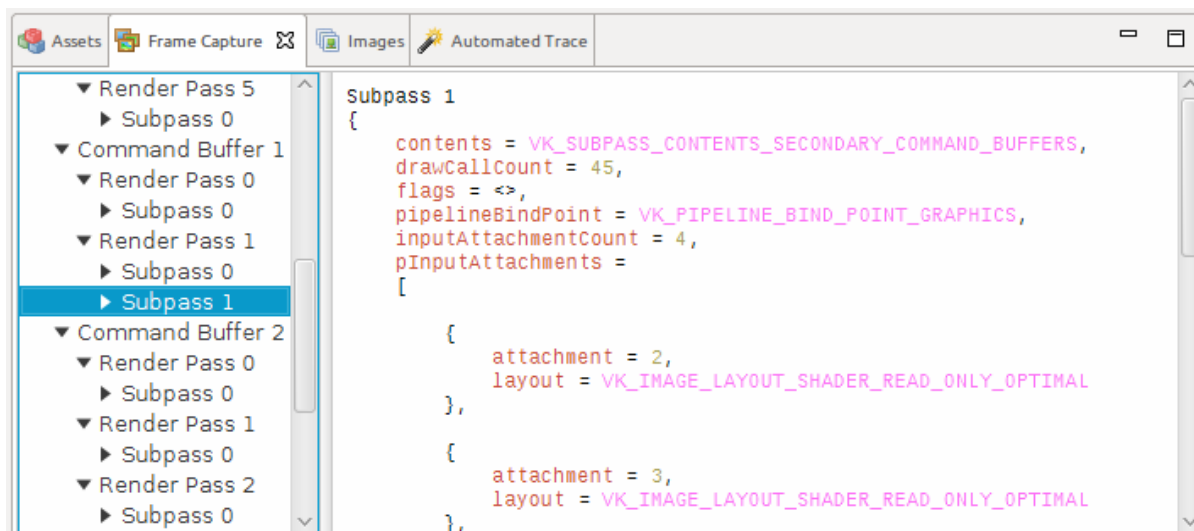 Assets Frame Capture Images Automated Trace
Render Pass 5
Subpass 0
Command Buffer 1
Render Pass 0
Subpass 0
Render Pass 1
Subpass 0
Subpass 1
Command Buffer 2
Render Pass 0
Subpass 0
Render Pass 1
Subpass 0
Render Pass 2
Subpass 0
Subpass 1
{
contents = VK_SUBPASS_CONTENTS_SECONDARY_COMMAND_BUFFERS,
drawCallCount = 45,
flags = <>,
pipelineBindPoint = VK_PIPELINE_BIND_POINT_GRAPHICS,
inputAttachmentCount = 4,
pInputAttachments =
[
{
attachment = 2,
layout = VK_IMAGE_LAYOUT_SHADER_READ_ONLY_OPTIMAL
},
{
attachment = 3,
layout = VK_IMAGE_LAYOUT_SHADER_READ_ONLY_OPTIMAL
},